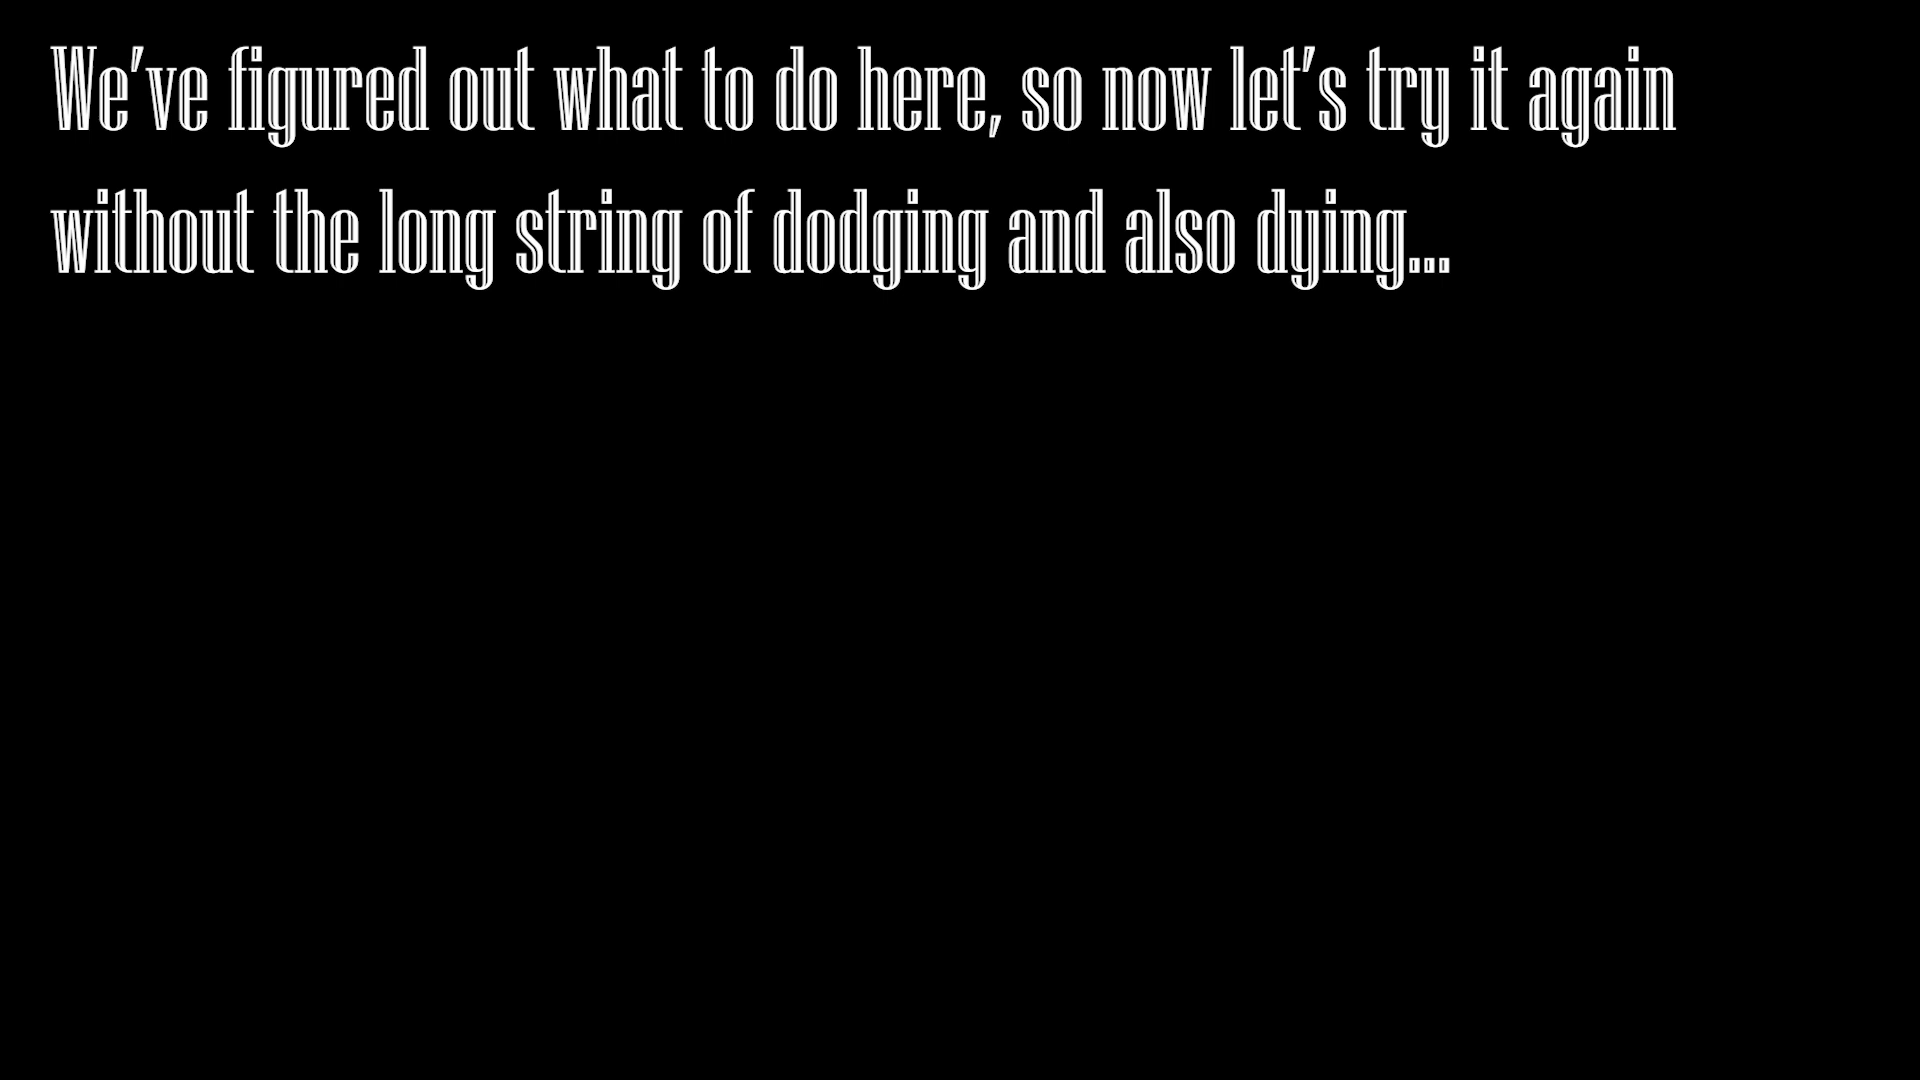 We've figured out what to do here, so now let's try it again
without the long string of dodging and also dying...